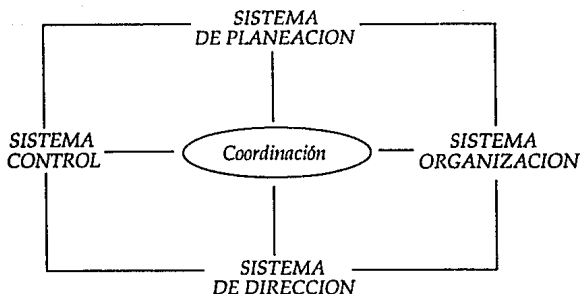 SISTEMA
DE PLANEACION
SISTEMA
CONTROL
Coordinación
SISTEMA
ORGANIZACION
SISTEMA
DE DIRECCION